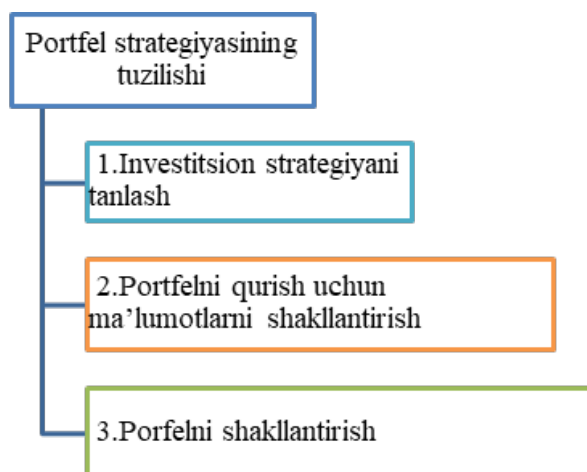 Portfel strategiyasining
tuzilishi
1.Investitsion strategiyani
tanlash
2.Portfelni qurish uchun
ma’lumotlarni shakllantirish
3.Porfelni shakllantirish